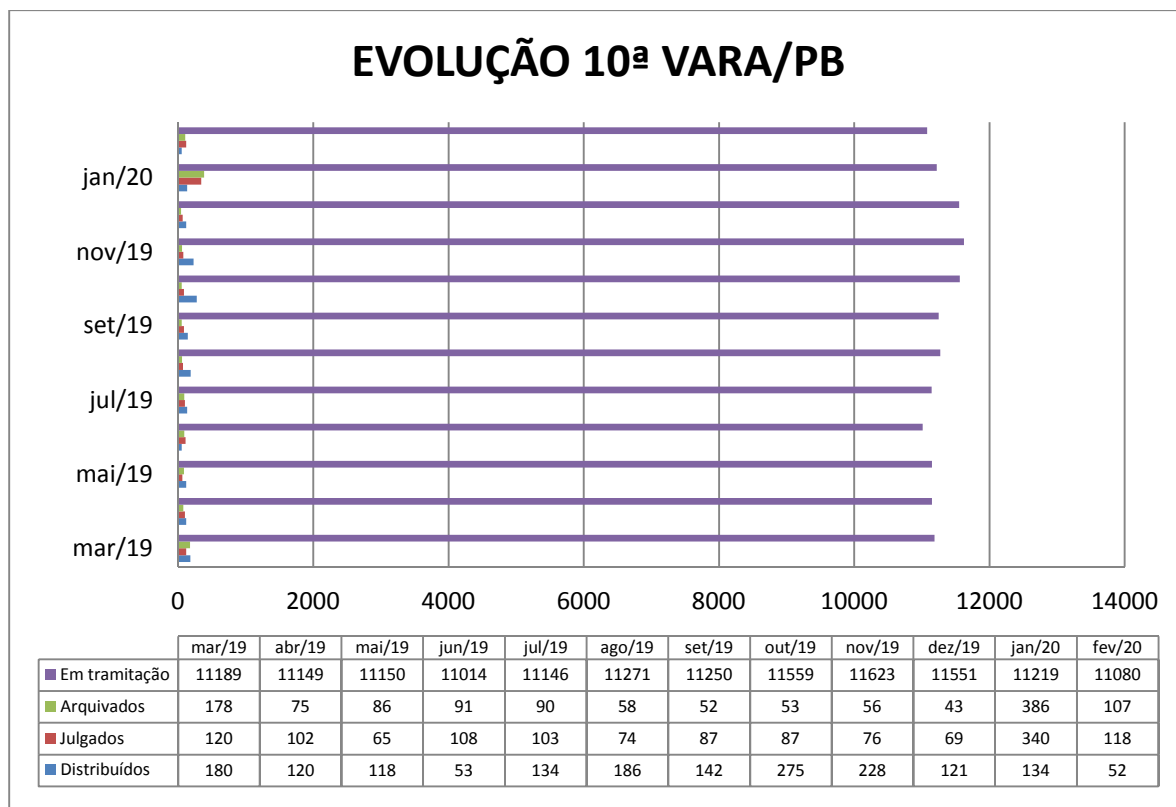 EVOLUÇÃO 10ª VARA/PB
jan/20
nov/19
set/19
jul/19
mai/19
mar/19
0 2000 4000 6000 8000 10000 12000 14000
mar/19 abr/19 mai/19 jun/19 jul/19 ago/19 set/19 out/19 nov/19 dez/19 jan/20 fev/20
Em tramitação 11189 11149 11150 11014 11146 11271 11250 11559 11623 11551 11219 11080
Arquivados 178 75 86 91 90 58 52 53 56 43 386 107
Julgados 120 102 65 108 103 74 87 87 76 69 340 118
Distribuídos 180 120 118 53 134 186 142 275 228 121 134 52